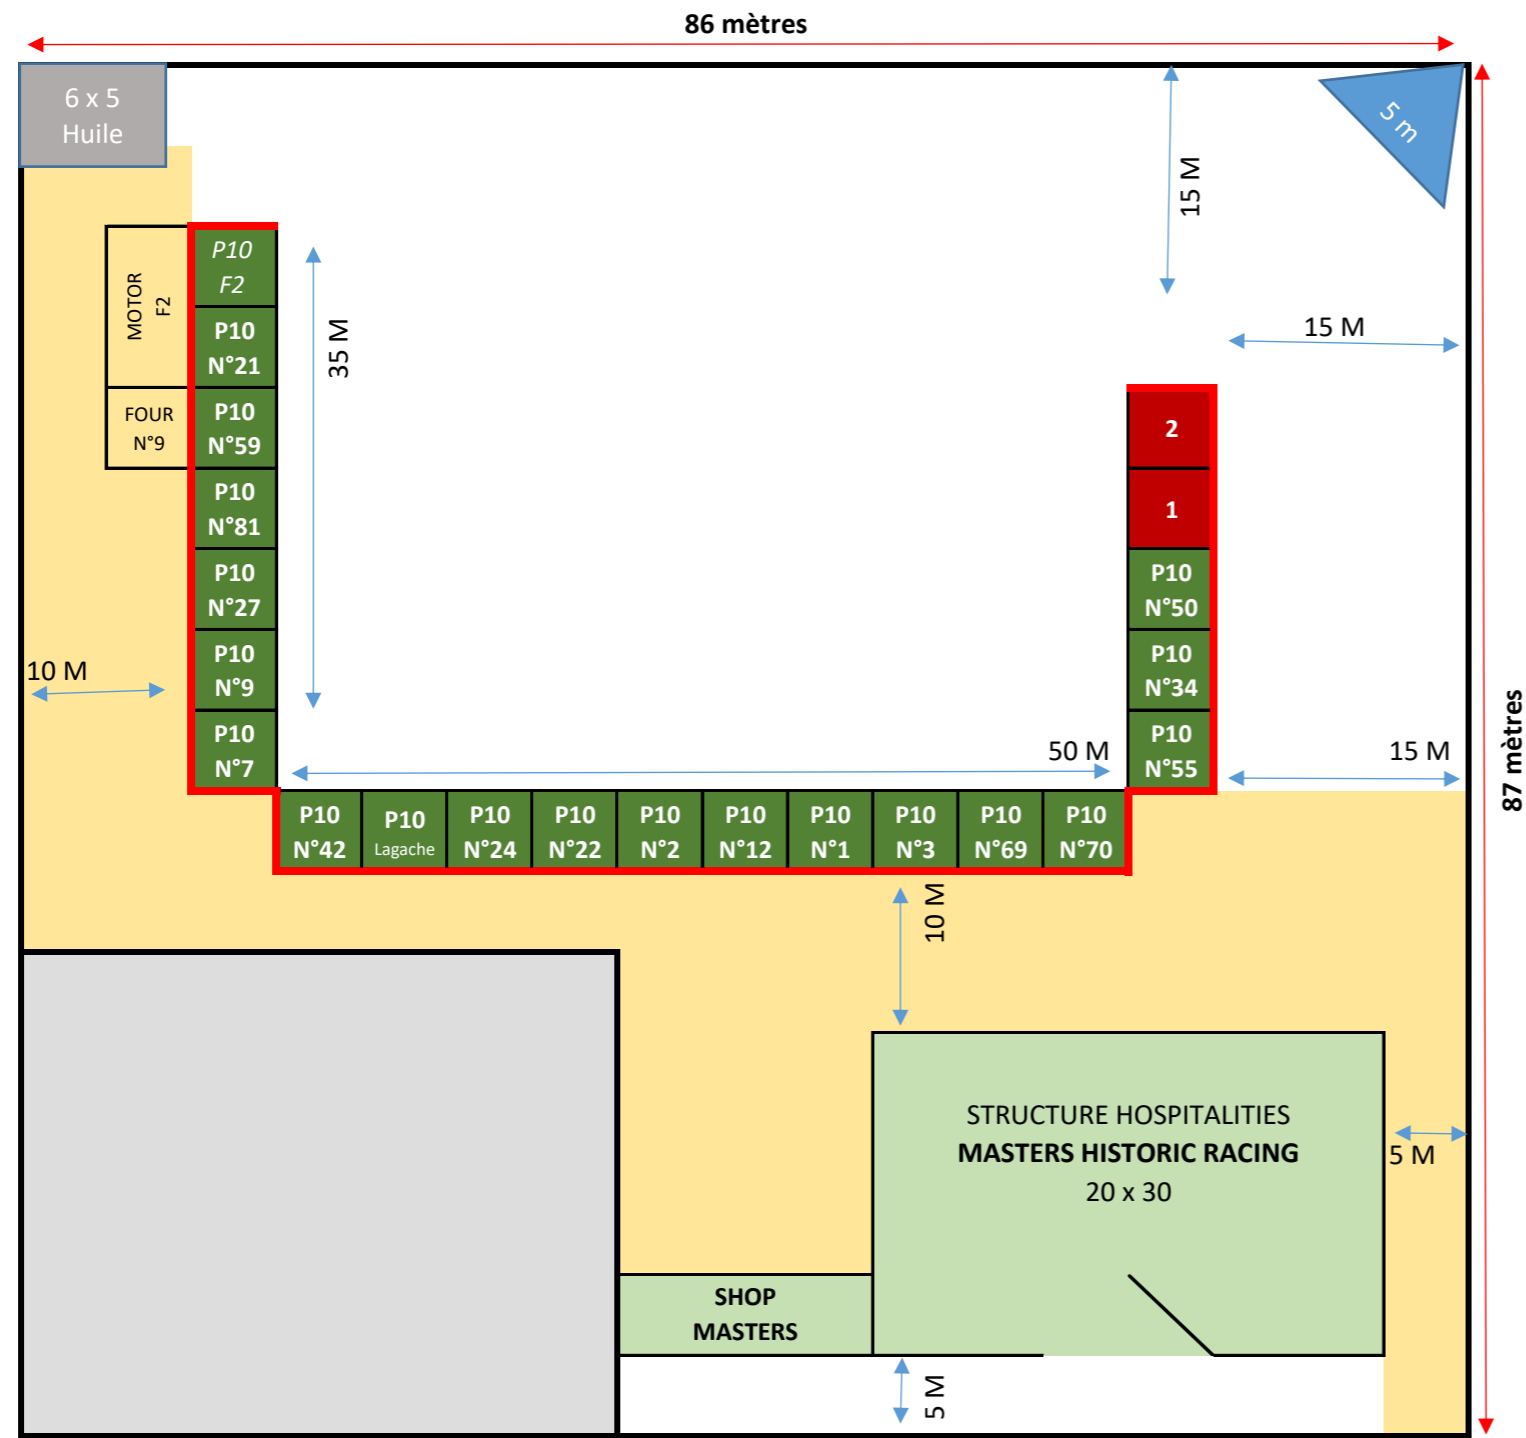 86 mètres
6 x 5
Huile
5 m
15 M
MOTOR
F2
P10
F2
P10
N°21
35 M
15 M
FOUR
N°9
P10
N°59
P10
N°81
P10
N°27
P10
N°9
P10
N°7
10 M
2
1
P10
N°50
P10
N°34
P10
N°55
50 M
15 M
87 mètres
P10
N°42
P10
Lagache
P10
N°24
P10
N°22
P10
N°2
P10
N°12
P10
N°1
P10
N°3
P10
N°69
P10
N°70
10 M
STRUCTURE HOSPITALITIES
MASTERS HISTORIC RACING
20 x 30
5 M
SHOP
MASTERS
5 M